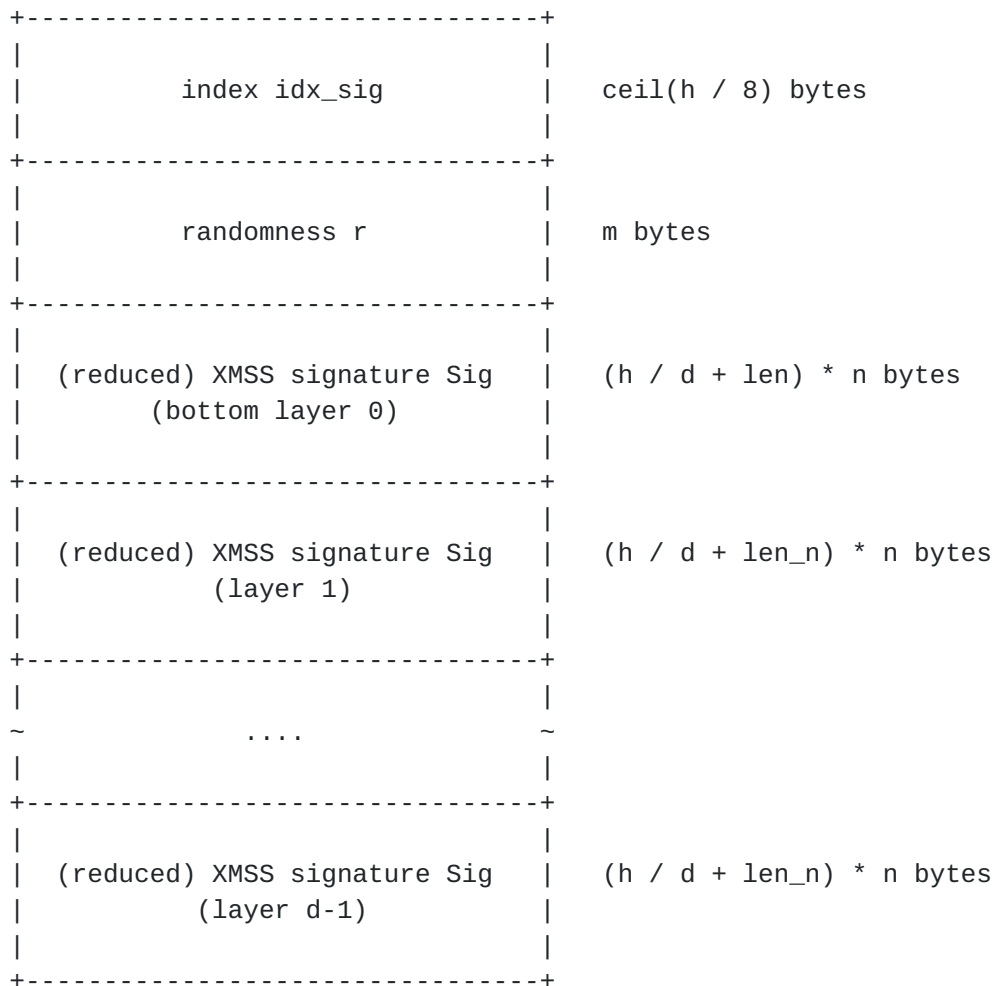 +---------------------------------+
|                                 |
|          index idx_sig          |   ceil(h / 8) bytes
|                                 |
+---------------------------------+
|                                 |
|          randomness r           |   m bytes
|                                 |
+---------------------------------+
|                                 |
|  (reduced) XMSS signature Sig   |   (h / d + len) * n bytes
|        (bottom layer 0)         |
|                                 |
+---------------------------------+
|                                 |
|  (reduced) XMSS signature Sig   |   (h / d + len_n) * n bytes
|            (layer 1)            |
|                                 |
+---------------------------------+
|                                 |
~              ....               ~
|                                 |
+---------------------------------+
|                                 |
|  (reduced) XMSS signature Sig   |   (h / d + len_n) * n bytes
|           (layer d-1)           |
|                                 |
+---------------------------------+